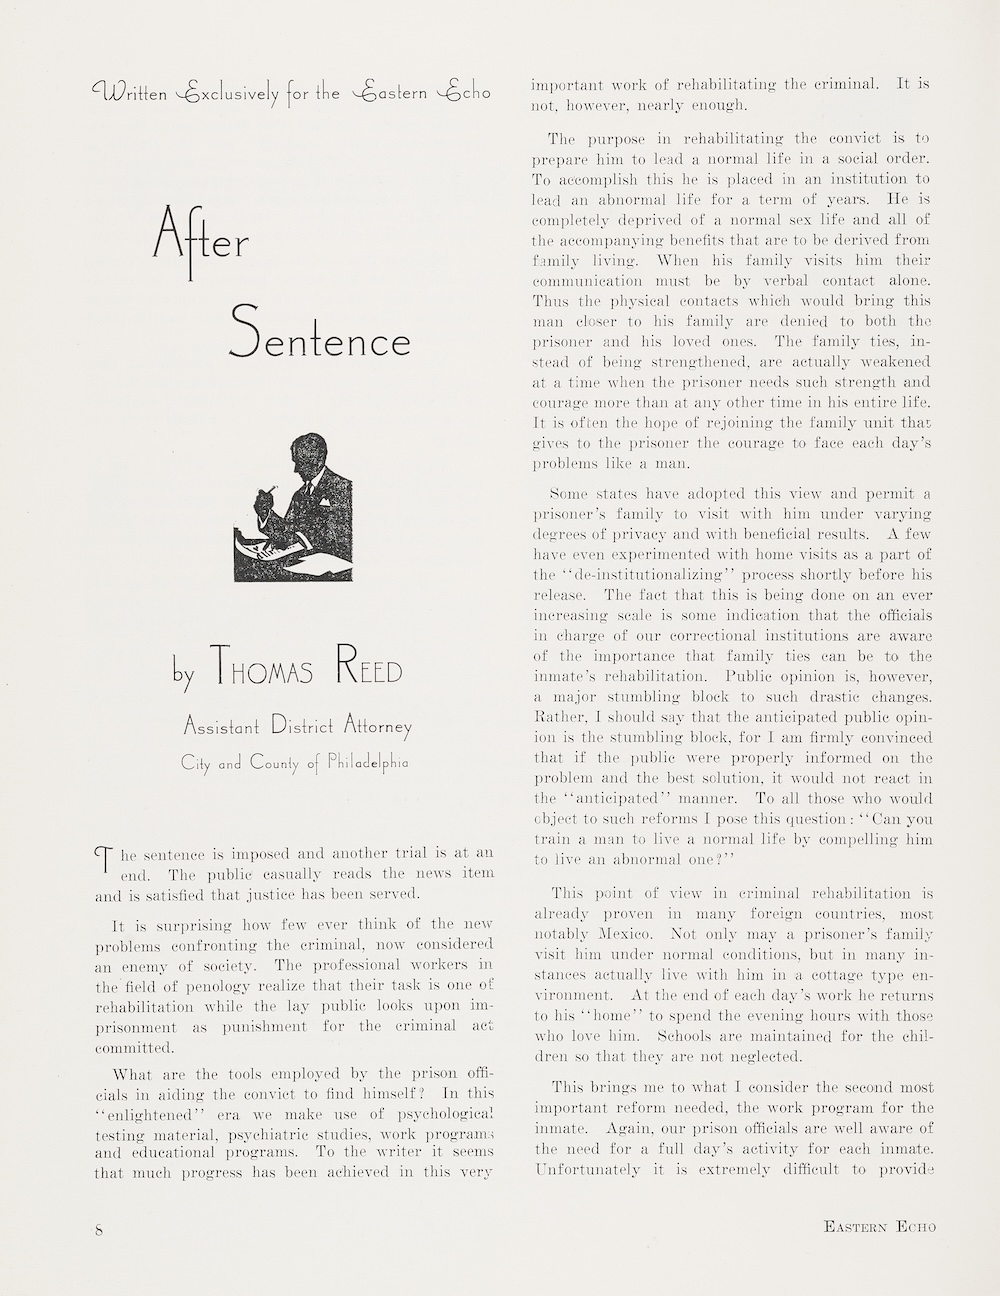 Written Exclusively for the Eastern Echo
After
Sentence
by THOMAS REED
Assistant District Attorney
City and County of Philadelphia
The sentence is imposed and another trial is at an
end. The public casually reads the news item
and is satisfied that justice has been served.
It is surprising how few ever think of the new
problems confronting the criminal, now considered
an enemy of society. The professional workers in
the field of penology realize that their task is one of
rehabilitation while the lay public looks upon im-
prisonment as punishment for the criminal act
committed.
What are the tools employed by the prison offi-
cials in aiding the convict to find himself? In this
"enlightened" era we make use of psychological
testing material, psychiatric studies, work programs
and educational programs. To the writer it seems
that much progress has been achieved in this very
important work of rehabilitating the criminal. It is
not, however, nearly enough.
The purpose in rehabilitating the convict is to
prepare him to lead a normal life in a social order.
To accomplish this he is placed in an institution to
lead an abnormal life for a term of years. He is
completely deprived of a normal sex life and all of
the accompanying benefits that are to be derived from
family living. When his family visits him their
communication must be by verbal contact alone.
Thus the physical contacts which would bring this
man closer to his family are denied to both the
prisoner and his loved ones. The family ties, in-
stead of being strengthened, are actually weakened
at a time when the prisoner needs such strength and
courage more than at any other time in his entire life.
It is often the hope of rejoining the family unit that
gives to the prisoner the courage to face each day's
problems like a man.
Some states have adopted this view and permit a
prisoner's family to visit with him under varying
degrees of privacy and with beneficial results. A few
have even experimented with home visits as a part of
the "de-institutionalizing" process shortly before his
release. The fact that this is being done on an ever
increasing scale is some indication that the officials
in charge of our correctional institutions are aware
of the importance that family ties can be to the
inmate's rehabilitation. Public opinion is, however,
a major stumbling block to such drastic changes.
Rather, I should say that the anticipated public opin-
ion is the stumbling block, for I am firmly convinced
that if the public were properly informed on the
problem and the best solution, it would not react in
the "anticipated" manner. To all those who would
object to such reforms I pose this question: "Can you
train a man to live a normal life by compelling him
to live an abnormal one?"
This point of view in criminal rehabilitation is
already proven in many foreign countries, most
notably Mexico. Not only may a prisoner's family
visit him under normal conditions, but in many in-
stances actually live with him in a cottage type en-
vironment. At the end of each day's work he returns
to his "home" to spend the evening hours with those
who love him. Schools are maintained for the chil-
dren so that they are not neglected.
This brings me to what I consider the second most
important reform needed, the work program for the
inmate. Again, our prison officials are well aware of
the need for a full day's activity for each inmate.
Unfortunately it is extremely difficult to provide
8
EASTERN ECHO